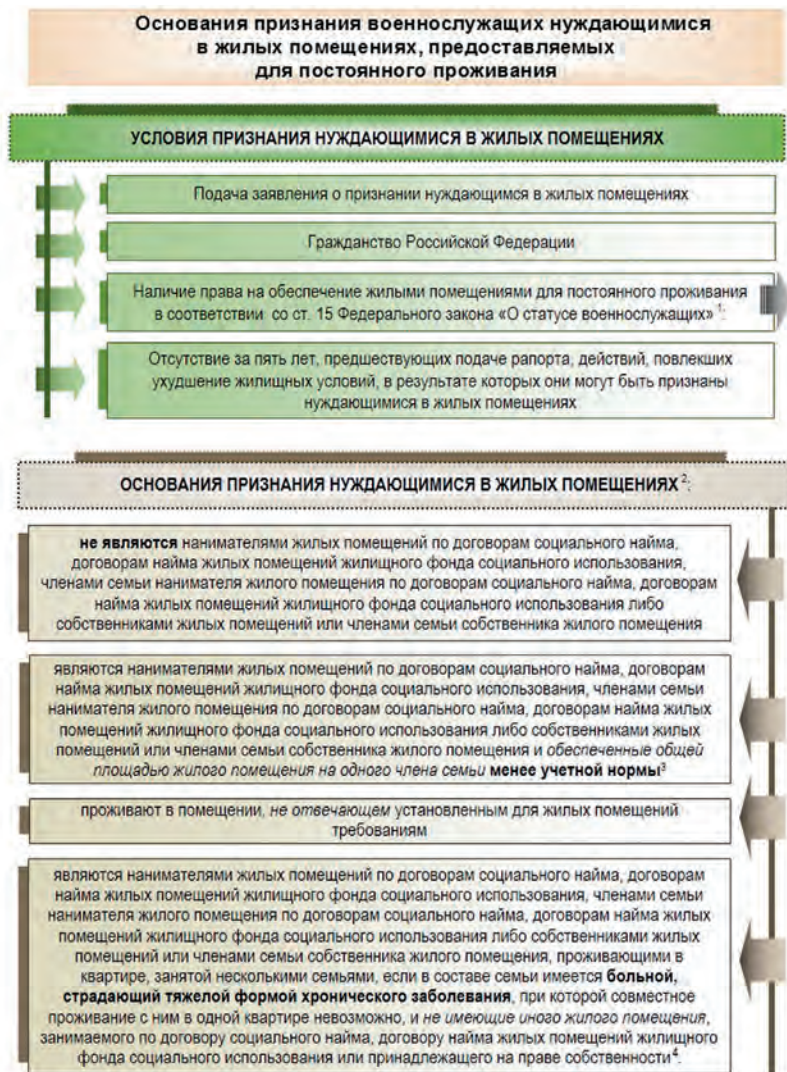 Основания признания военнослужащих нуждающимися
в жилых помещениях, предоставляемых
для постоянного проживания
УСЛОВИЯ ПРИЗНАНИЯ НУЖДАЮЩИМИСЯ В ЖИЛЫХ ПОМЕЩЕНИЯХ
Подача заявления о признании нуждающимся в жилых помещениях
Гражданство Российской Федерации
Наличие права на обеспечение жилыми помещениями для постоянного проживания
в соответствии со ст. 15 Федерального закона «О статусе военнослужащих» ¹:
Отсутствие за пять лет, предшествующих подаче рапорта, действий, повлекших
ухудшение жилищных условий, в результате которых они могут быть признаны
нуждающимися в жилых помещениях
ОСНОВАНИЯ ПРИЗНАНИЯ НУЖДАЮЩИМИСЯ В ЖИЛЫХ ПОМЕЩЕНИЯХ ²:
не являются нанимателями жилых помещений по договорам социального найма,
договорам найма жилых помещений жилищного фонда социального использования,
членами семьи нанимателя жилого помещения по договорам социального найма, договорам
найма жилых помещений жилищного фонда социального использования либо
собственниками жилых помещений или членами семьи собственника жилого помещения
являются нанимателями жилых помещений по договорам социального найма, договорам
найма жилых помещений жилищного фонда социального использования, членами семьи
нанимателя жилого помещения по договорам социального найма, договорам найма жилых
помещений жилищного фонда социального использования либо собственниками жилых
помещений или членами семьи собственника жилого помещения и обеспеченные общей
площадью жилого помещения на одного члена семьи менее учетной нормы³
проживают в помещении, не отвечающем установленным для жилых помещений
требованиям
являются нанимателями жилых помещений по договорам социального найма, договорам
найма жилых помещений жилищного фонда социального использования, членами семьи
нанимателя жилого помещения по договорам социального найма, договорам найма жилых
помещений жилищного фонда социального использования либо собственниками жилых
помещений или членами семьи собственника жилого помещения, проживающими в
квартире, занятой несколькими семьями, если в составе семьи имеется больной,
страдающий тяжелой формой хронического заболевания, при которой совместное
проживание с ним в одной квартире невозможно, и не имеющие иного жилого помещения,
занимаемого по договору социального найма, договору найма жилых помещений жилищного
фонда социального использования или принадлежащего на праве собственности⁴.